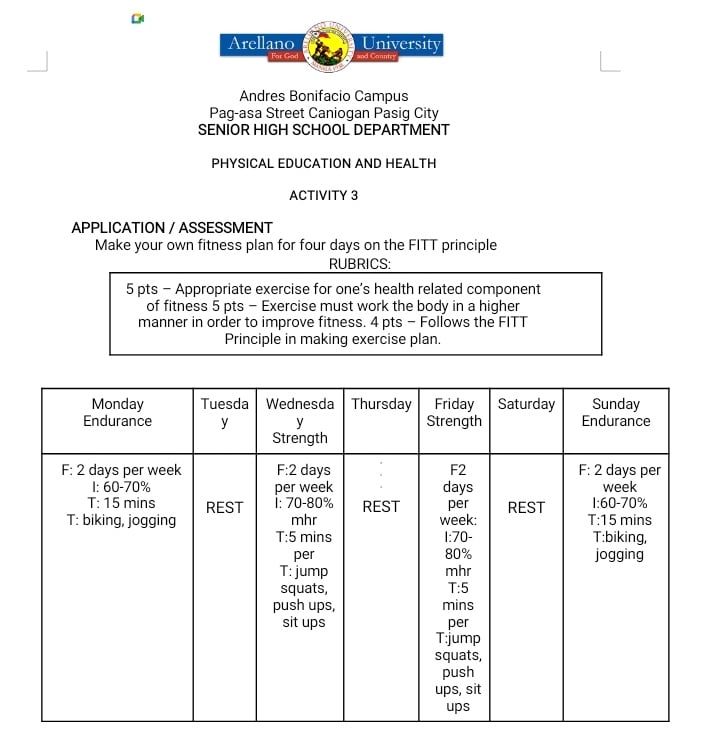 Arellano University
For God and Country
Andres Bonifacio Campus
Pag-asa Street Caniogan Pasig City
SENIOR HIGH SCHOOL DEPARTMENT
PHYSICAL EDUCATION AND HEALTH
ACTIVITY 3
APPLICATION / ASSESSMENT
Make your own fitness plan for four days on the FITT principle
RUBRICS:
5 pts – Appropriate exercise for one's health related component
of fitness 5 pts – Exercise must work the body in a higher
manner in order to improve fitness. 4 pts – Follows the FITT
Principle in making exercise plan.
Monday
Endurance
Tuesda
y
Wednesda
y
Strength
Thursday
Friday
Strength
Saturday
Sunday
Endurance
F: 2 days per week
I: 60-70%
T: 15 mins
T: biking, jogging
REST
F:2 days
per week
I: 70-80%
mhr
T:5 mins
per
T: jump
squats,
push ups,
sit ups
REST
F2
days
per
week:
I:70-
80%
mhr
T:5
mins
per
T:jump
squats,
push
ups, sit
ups
REST
F: 2 days per
week
I:60-70%
T:15 mins
T:biking,
jogging